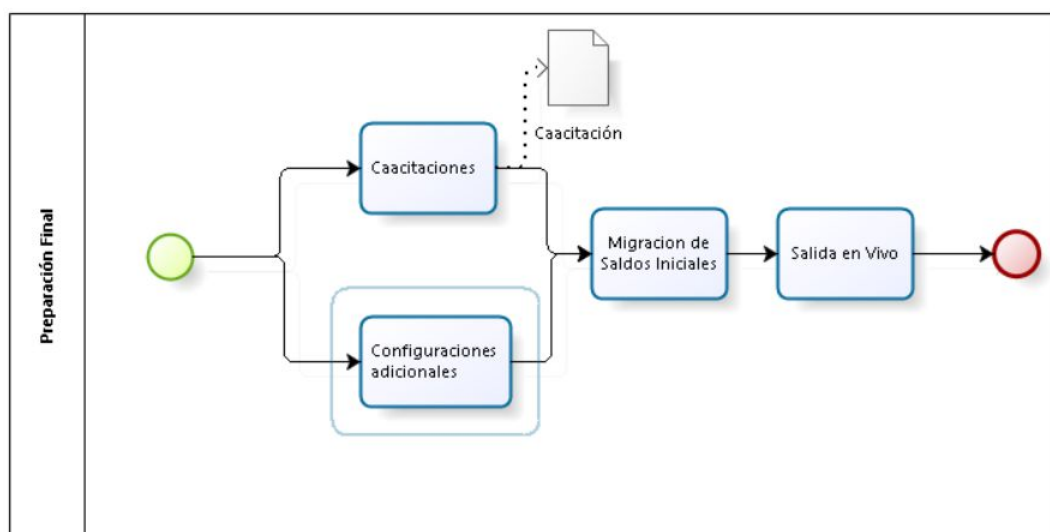 Preparación Final
Caacitación
Caacitaciones
Migracion de
Saldos Iniciales
Salida en Vivo
Configuraciones
adicionales